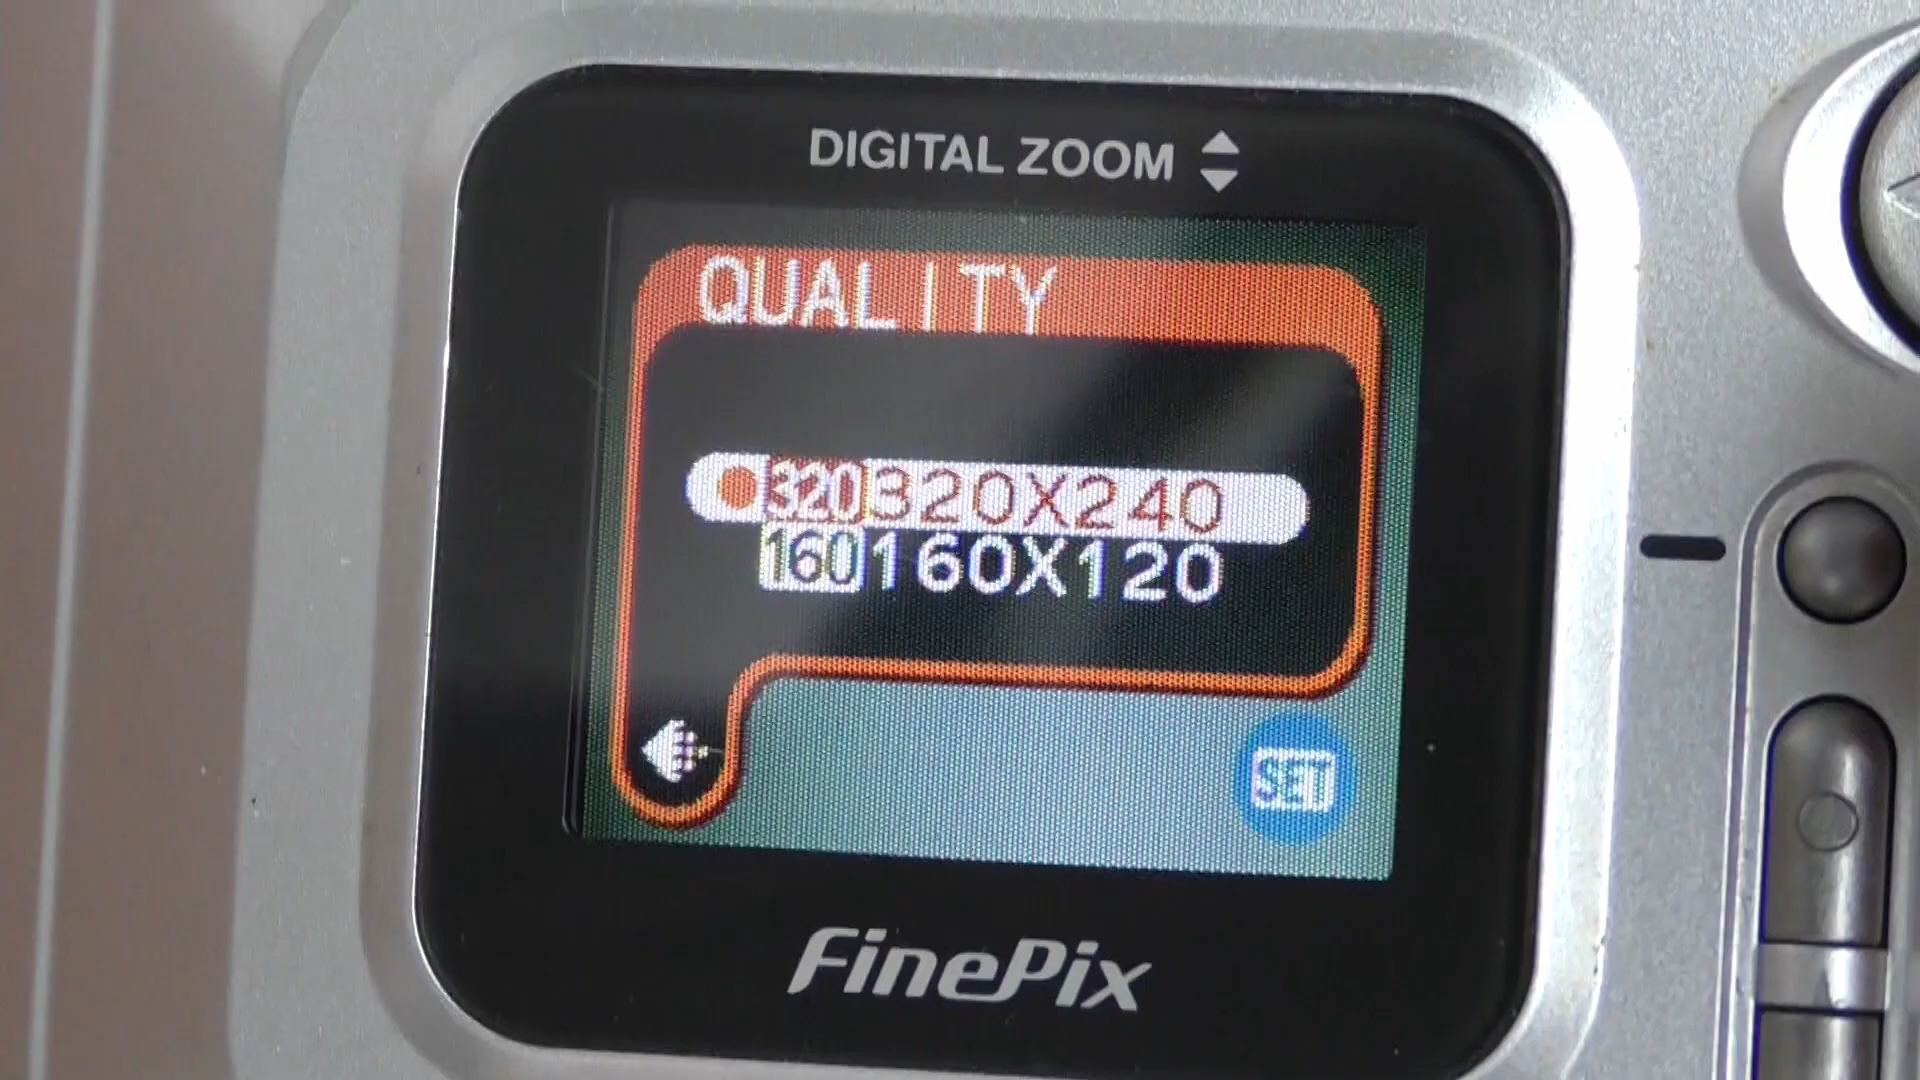 DIGITAL ZOOM
QUALITY
320 320X240
160 160X120
SET
FinePix